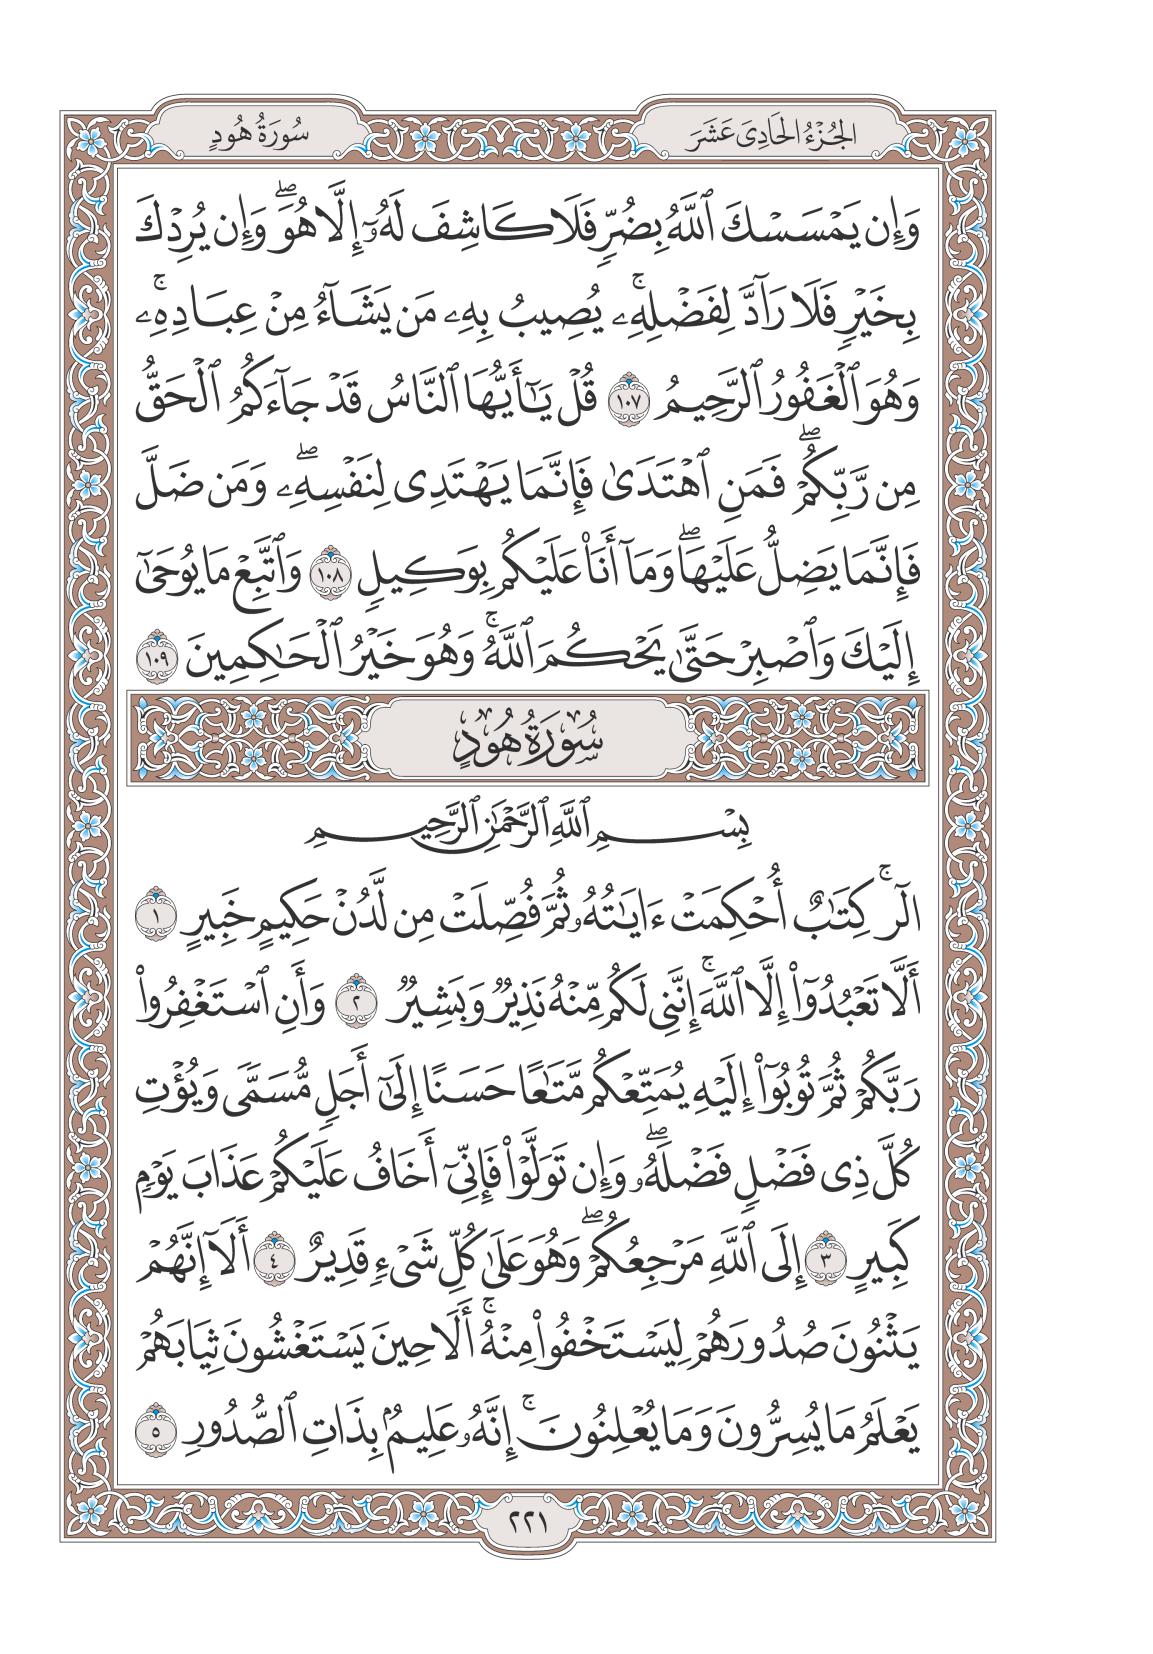 الجُزْءُ الحَادِيَ عَشَرَ
سُورَةُ هُودٍ
وَإِن يَمْسَسْكَ ٱللَّهُ بِضُرٍّ فَلَا كَاشِفَ لَهُۥٓ إِلَّا هُوَۖ وَإِن يُرِدْكَ
بِخَيْرٍ فَلَا رَآدَّ لِفَضْلِهِۦۚ يُصِيبُ بِهِۦ مَن يَشَآءُ مِنْ عِبَادِهِۦۚ
وَهُوَ ٱلْغَفُورُ ٱلرَّحِيمُ ١٠٧ قُلْ يَٰٓأَيُّهَا ٱلنَّاسُ قَدْ جَآءَكُمُ ٱلْحَقُّ
مِن رَّبِّكُمْۖ فَمَنِ ٱهْتَدَىٰ فَإِنَّمَا يَهْتَدِى لِنَفْسِهِۦۖ وَمَن ضَلَّ
فَإِنَّمَا يَضِلُّ عَلَيْهَاۖ وَمَآ أَنَا۠ عَلَيْكُم بِوَكِيلٍ ١٠٨ وَٱتَّبِعْ مَا يُوحَىٰٓ
إِلَيْكَ وَٱصْبِرْ حَتَّىٰ يَحْكُمَ ٱللَّهُۚ وَهُوَ خَيْرُ ٱلْحَٰكِمِينَ ١٠٩
سُورَةُ هُودٍ
بِسْمِ ٱللَّهِ ٱلرَّحْمَٰنِ ٱلرَّحِيمِ
الٓرۚ كِتَٰبٌ أُحْكِمَتْ ءَايَٰتُهُۥ ثُمَّ فُصِّلَتْ مِن لَّدُنْ حَكِيمٍ خَبِيرٍ ١
أَلَّا تَعْبُدُوٓا۟ إِلَّا ٱللَّهَۚ إِنَّنِى لَكُم مِّنْهُ نَذِيرٌ وَبَشِيرٌ ٢ وَأَنِ ٱسْتَغْفِرُوا۟
رَبَّكُمْ ثُمَّ تُوبُوٓا۟ إِلَيْهِ يُمَتِّعْكُم مَّتَٰعًا حَسَنًا إِلَىٰٓ أَجَلٍ مُّسَمًّى وَيُؤْتِ
كُلَّ ذِى فَضْلٍ فَضْلَهُۥۖ وَإِن تَوَلَّوْا۟ فَإِنِّىٓ أَخَافُ عَلَيْكُمْ عَذَابَ يَوْمٍ
كَبِيرٍ ٣ إِلَى ٱللَّهِ مَرْجِعُكُمْۖ وَهُوَ عَلَىٰ كُلِّ شَىْءٍ قَدِيرٌ ٤ أَلَآ إِنَّهُمْ
يَثْنُونَ صُدُورَهُمْ لِيَسْتَخْفُوا۟ مِنْهُۚ أَلَا حِينَ يَسْتَغْشُونَ ثِيَابَهُمْ
يَعْلَمُ مَا يُسِرُّونَ وَمَا يُعْلِنُونَۚ إِنَّهُۥ عَلِيمٌۢ بِذَاتِ ٱلصُّدُورِ ٥
٢٢١